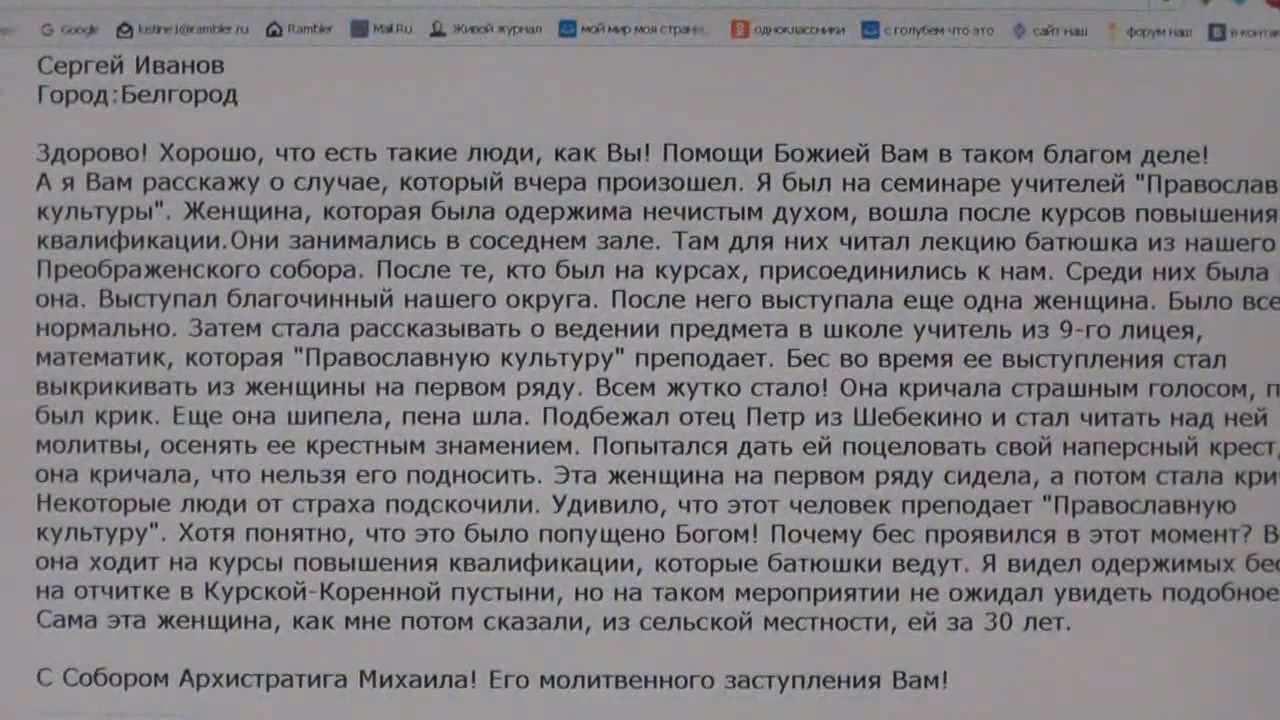 Google kstine1@rambler.ru Rambler Mail.Ru Живой журнал мой мир моя страни... одноклассники с голубем что это сайт наш форум наш в конта
Сергей Иванов
Город:Белгород
Здорово! Хорошо, что есть такие люди, как Вы! Помощи Божией Вам в таком благом деле!
А я Вам расскажу о случае, который вчера произошел. Я был на семинаре учителей "Православ
культуры". Женщина, которая была одержима нечистым духом, вошла после курсов повышения
квалификации.Они занимались в соседнем зале. Там для них читал лекцию батюшка из нашего
Преображенского собора. После те, кто был на курсах, присоединились к нам. Среди них была
она. Выступал благочинный нашего округа. После него выступала еще одна женщина. Было все
нормально. Затем стала рассказывать о ведении предмета в школе учитель из 9-го лицея,
математик, которая "Православную культуру" преподает. Бес во время ее выступления стал
выкрикивать из женщины на первом ряду. Всем жутко стало! Она кричала страшным голосом, п
был крик. Еще она шипела, пена шла. Подбежал отец Петр из Шебекино и стал читать над ней
молитвы, осенять ее крестным знамением. Попытался дать ей поцеловать свой наперсный крест,
она кричала, что нельзя его подносить. Эта женщина на первом ряду сидела, а потом стала кри
Некоторые люди от страха подскочили. Удивило, что этот человек преподает "Православную
культуру". Хотя понятно, что это было попущено Богом! Почему бес проявился в этот момент? В
она ходит на курсы повышения квалификации, которые батюшки ведут. Я видел одержимых бес
на отчитке в Курской-Коренной пустыни, но на таком мероприятии не ожидал увидеть подобное
Сама эта женщина, как мне потом сказали, из сельской местности, ей за 30 лет.
С Собором Архистратига Михаила! Его молитвенного заступления Вам!